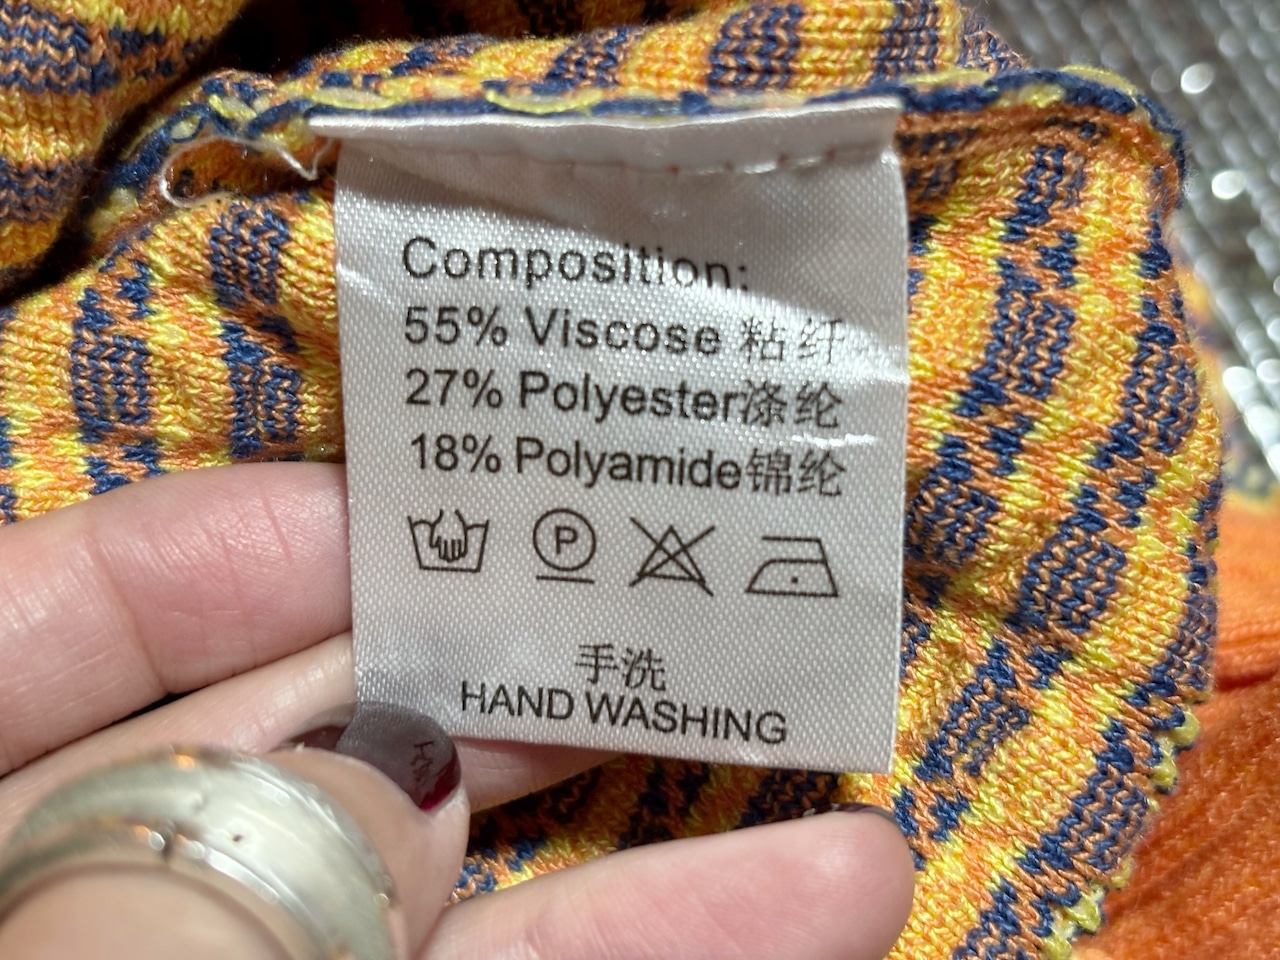 Composition:
55% Viscose 粘纤
27% Polyester涤纶
18% Polyamide锦纶
P
手洗
HAND WASHING